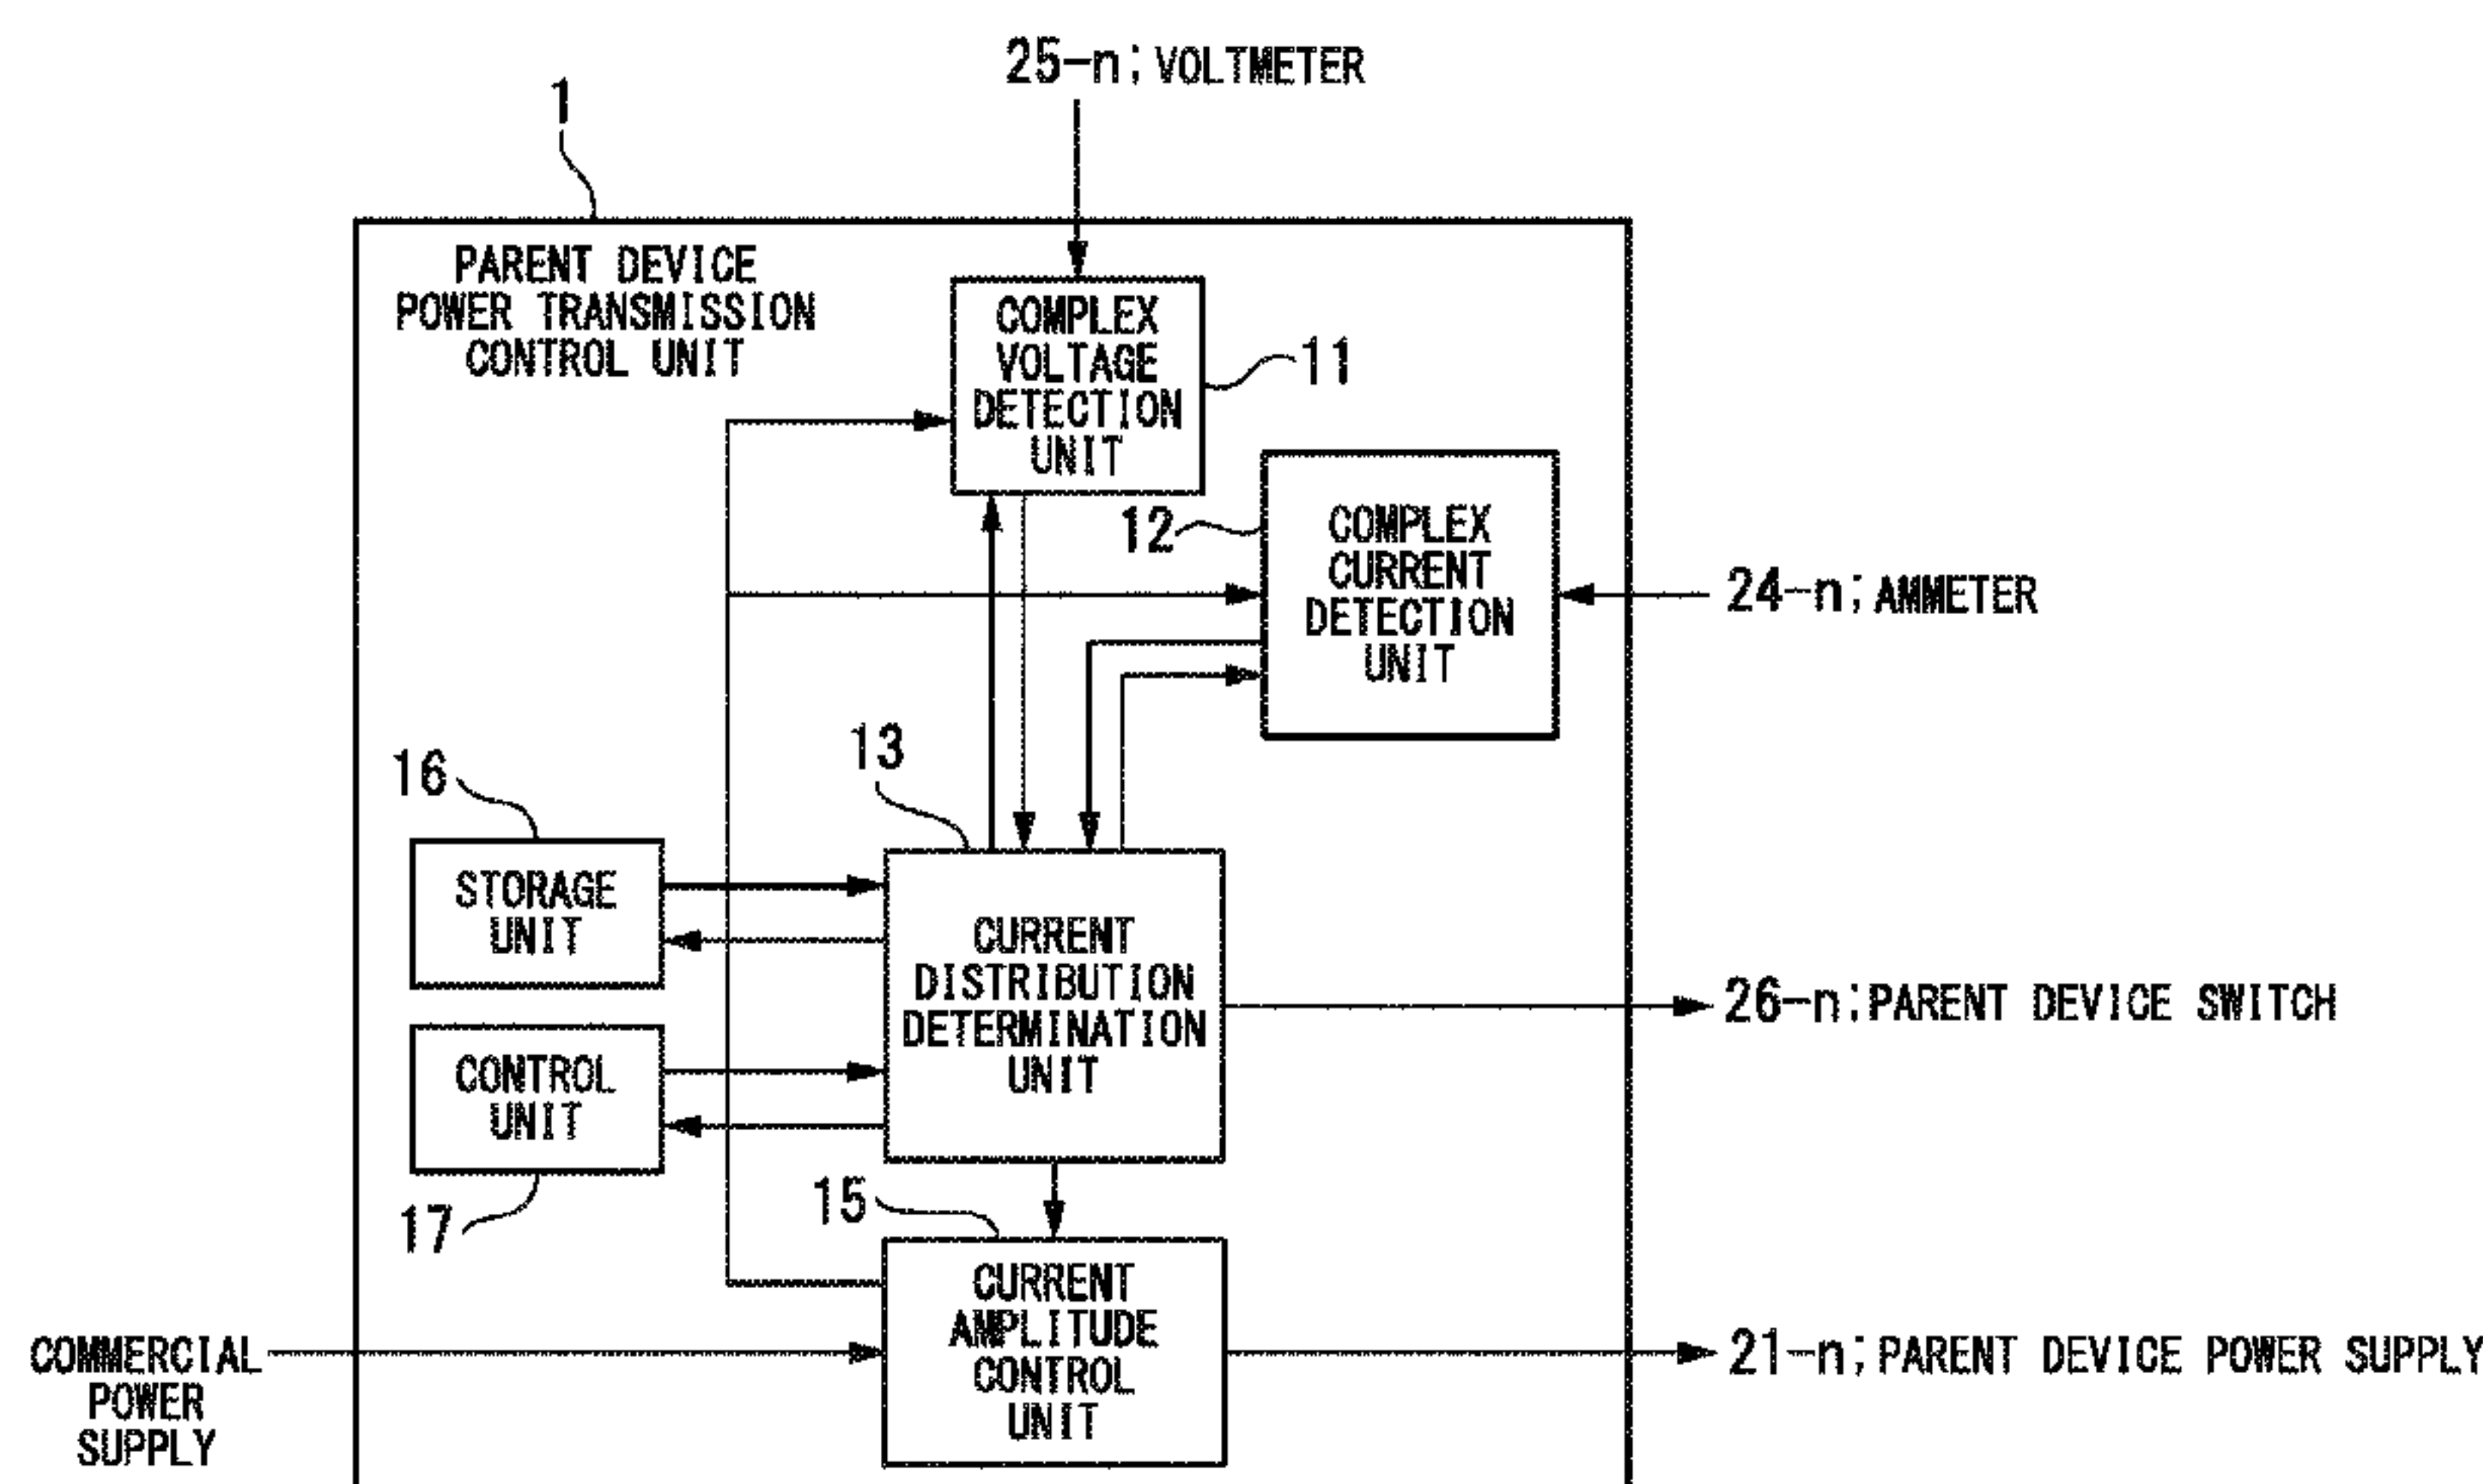 25-n; VOLTMETER
1
PARENT DEVICE
POWER TRANSMISSION
CONTROL UNIT
COMPLEX
VOLTAGE
DETECTION
UNIT
11
12
COMPLEX
CURRENT
DETECTION
UNIT
24-n; AMMETER
13
16
STORAGE
UNIT
CURRENT
DISTRIBUTION
DETERMINATION
UNIT
26-n; PARENT DEVICE SWITCH
CONTROL
UNIT
17
15
CURRENT
AMPLITUDE
CONTROL
UNIT
COMMERCIAL
POWER
SUPPLY
21-n; PARENT DEVICE POWER SUPPLY